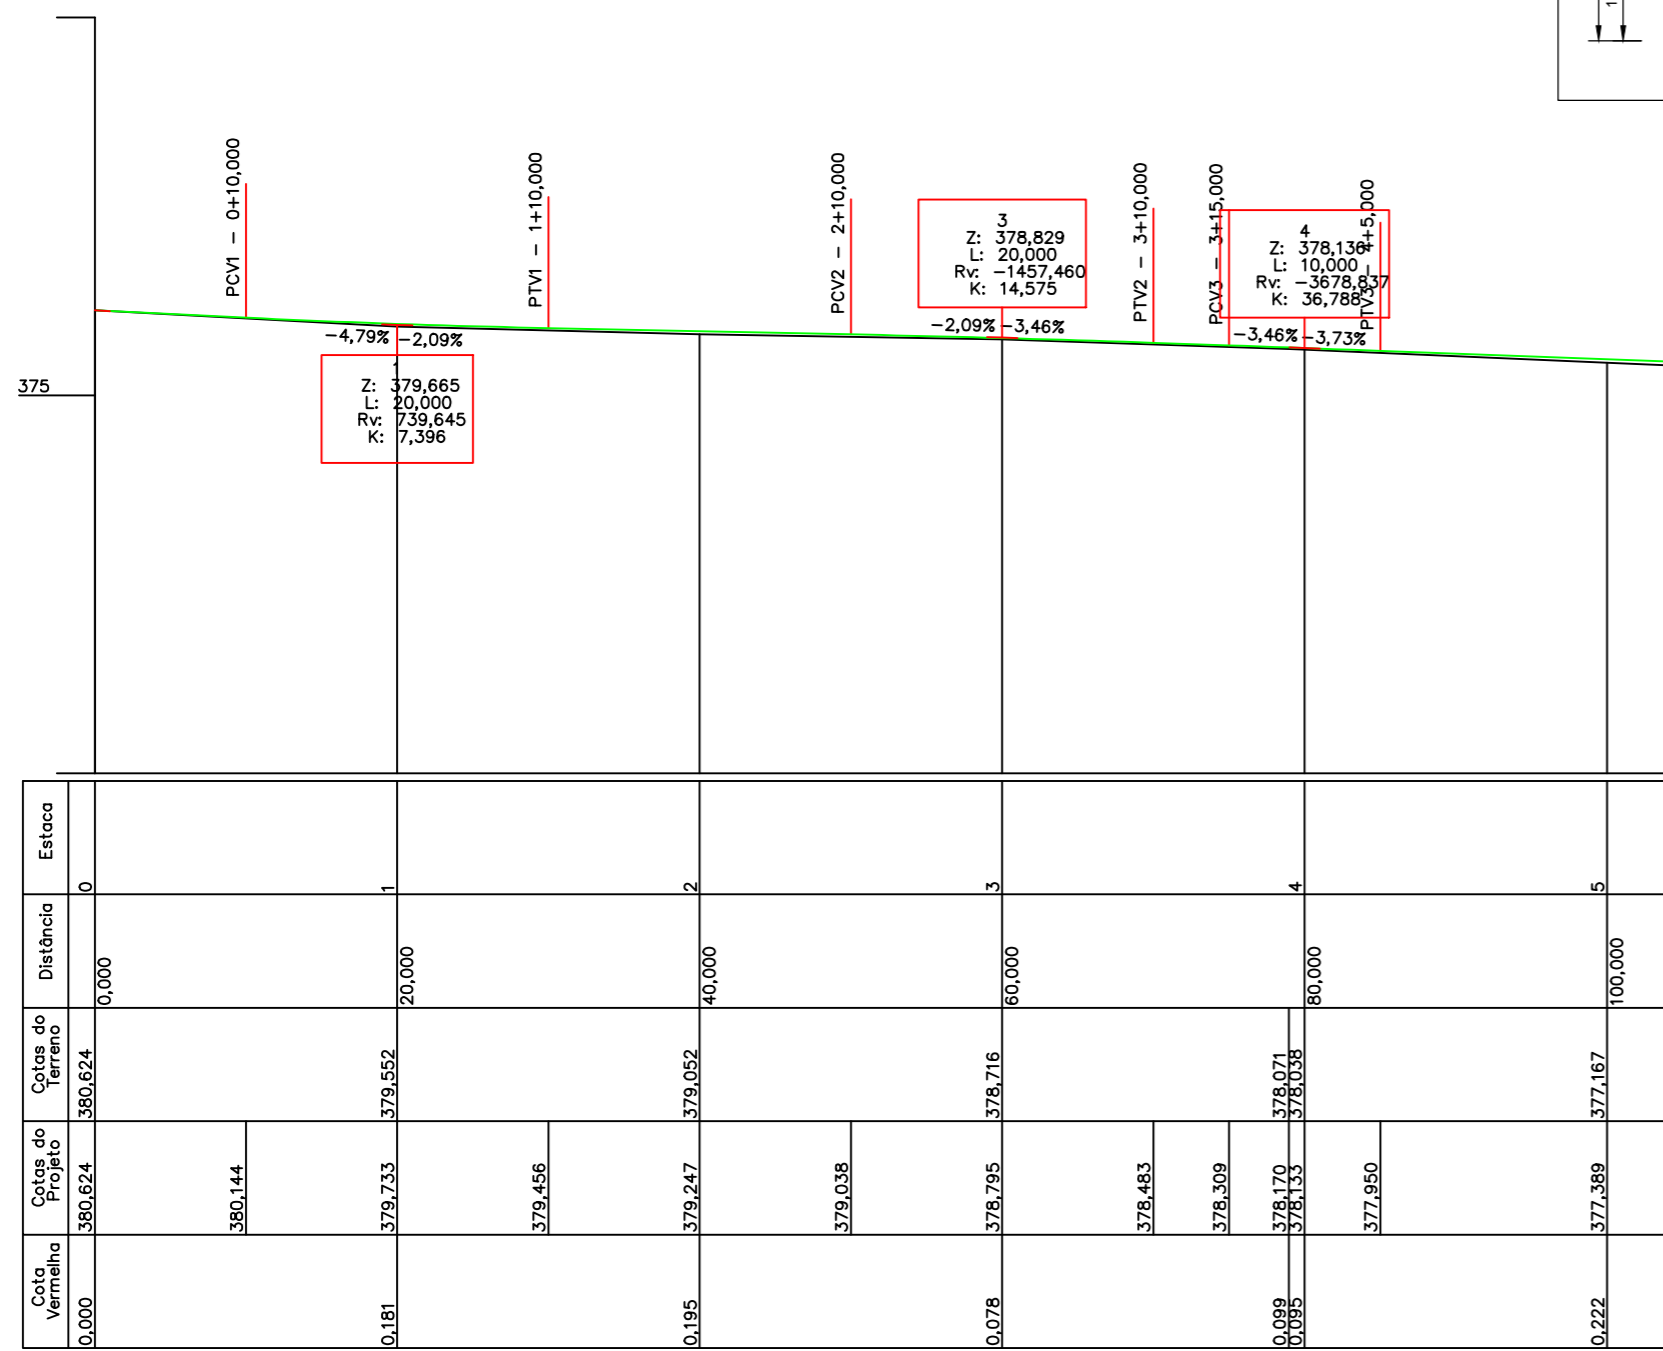 1
PCV1 - 0+10,000
PTV1 - 1+10,000
PCV2 - 2+10,000
PTV2 - 3+10,000
PCV3 - 3+15,000
PTV3 - 4+5,000
3
Z: 378,829
L: 20,000
Rv: -1457,460
K: 14,575
4
Z: 378,136
L: 10,000
Rv: -3678,837
K: 36,788
-4,79% -2,09%
-2,09% -3,46%
-3,46% -3,73%
1
Z: 379,665
L: 20,000
Rv: 739,645
K: 7,396
375
Estaca
0 1 2 3 4 5
Distância
0,000 20,000 40,000 60,000 80,000 100,000
Cotas do
Terreno
380,624 379,552 379,052 378,716 378,071 378,038 377,167
Cotas do
Projeto
380,624 380,144 379,733 379,456 379,247 379,038 378,795 378,483 378,309 378,170 378,133 377,950 377,389
Cota
Vermelha
0,000 0,181 0,195 0,078 0,099 0,095 0,222